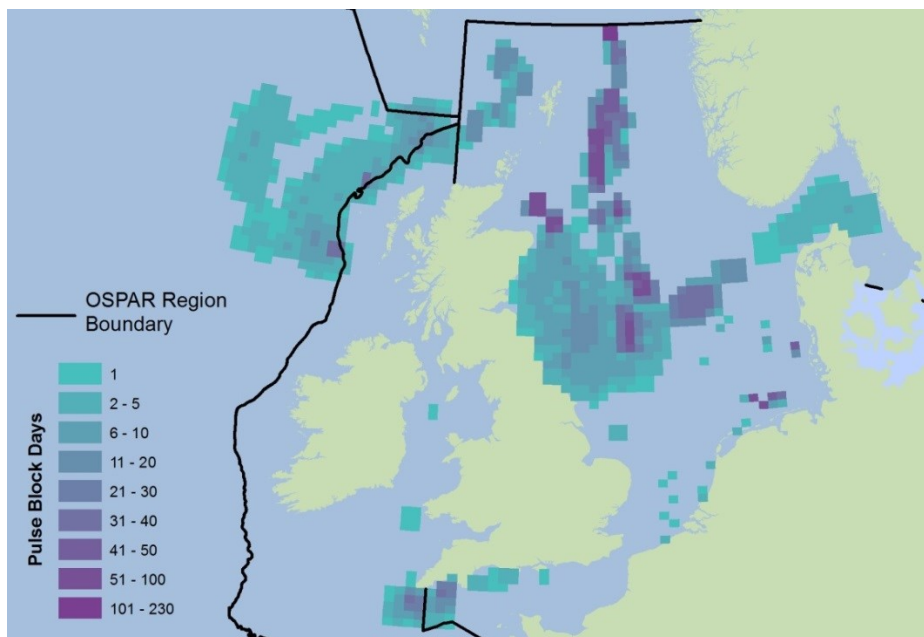 OSPAR Region
Boundary
Pulse Block Days
1
2 - 5
6 - 10
11 - 20
21 - 30
31 - 40
41 - 50
51 - 100
101 - 230